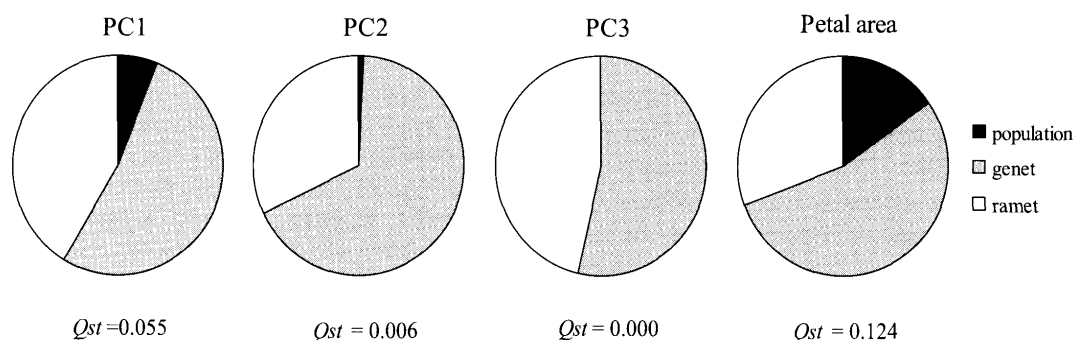 PC1
PC2
PC3
Petal area
population
genet
ramet
Qst =0.055
Qst = 0.006
Qst = 0.000
Qst = 0.124